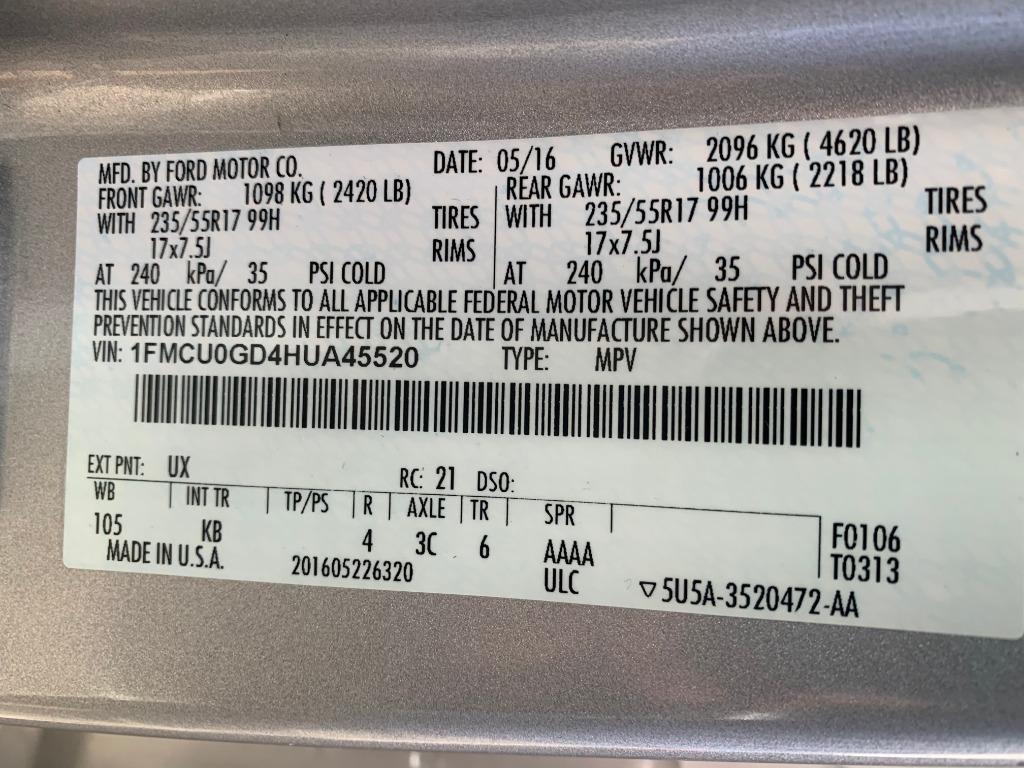 MFD. BY FORD MOTOR CO. DATE: 05/16 GVWR: 2096 KG ( 4620 LB)
FRONT GAWR: 1098 KG ( 2420 LB) REAR GAWR: 1006 KG ( 2218 LB)
WITH 235/55R17 99H TIRES WITH 235/55R17 99H TIRES
17x7.5J RIMS 17x7.5J RIMS
AT 240 kPa/ 35 PSI COLD AT 240 kPa/ 35 PSI COLD
THIS VEHICLE CONFORMS TO ALL APPLICABLE FEDERAL MOTOR VEHICLE SAFETY AND THEFT
PREVENTION STANDARDS IN EFFECT ON THE DATE OF MANUFACTURE SHOWN ABOVE.
VIN: 1FMCU0GD4HUA45520 TYPE: MPV
EXT PNT: UX RC: 21 DSO:
WB INT TR TP/PS R AXLE TR SPR
105 KB 4 3C 6 AAAA F0106
MADE IN U.S.A. 201605226320 ULC T0313
▽ 5U5A-3520472-AA